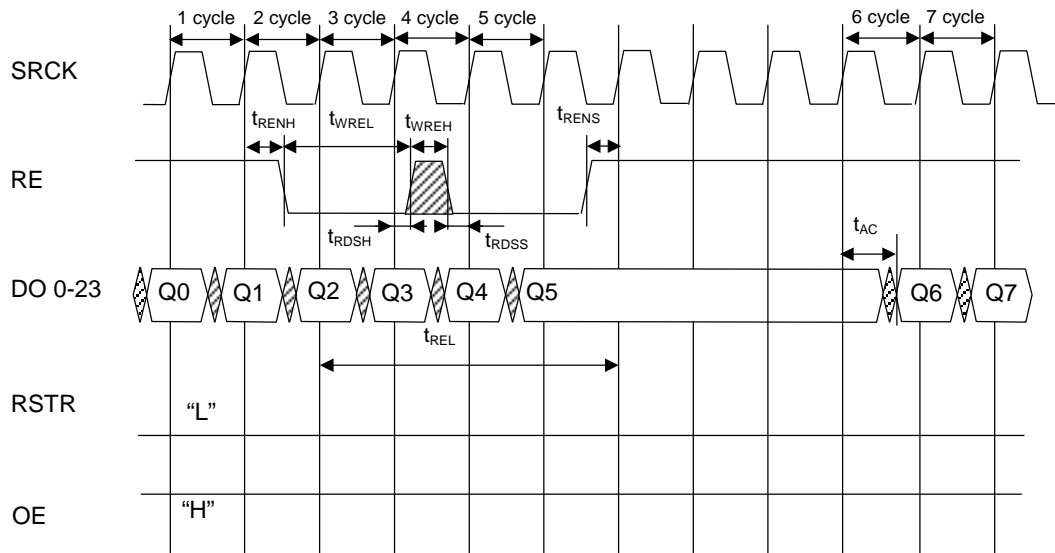 1 cycle 2 cycle 3 cycle 4 cycle 5 cycle 6 cycle 7 cycle
SRCK
tRENH tWREL tWREH tRENS
RE
tRDSH tRDSS tAC
DO 0-23 Q0 Q1 Q2 Q3 Q4 Q5 Q6 Q7
tREL
RSTR “L”
OE “H”